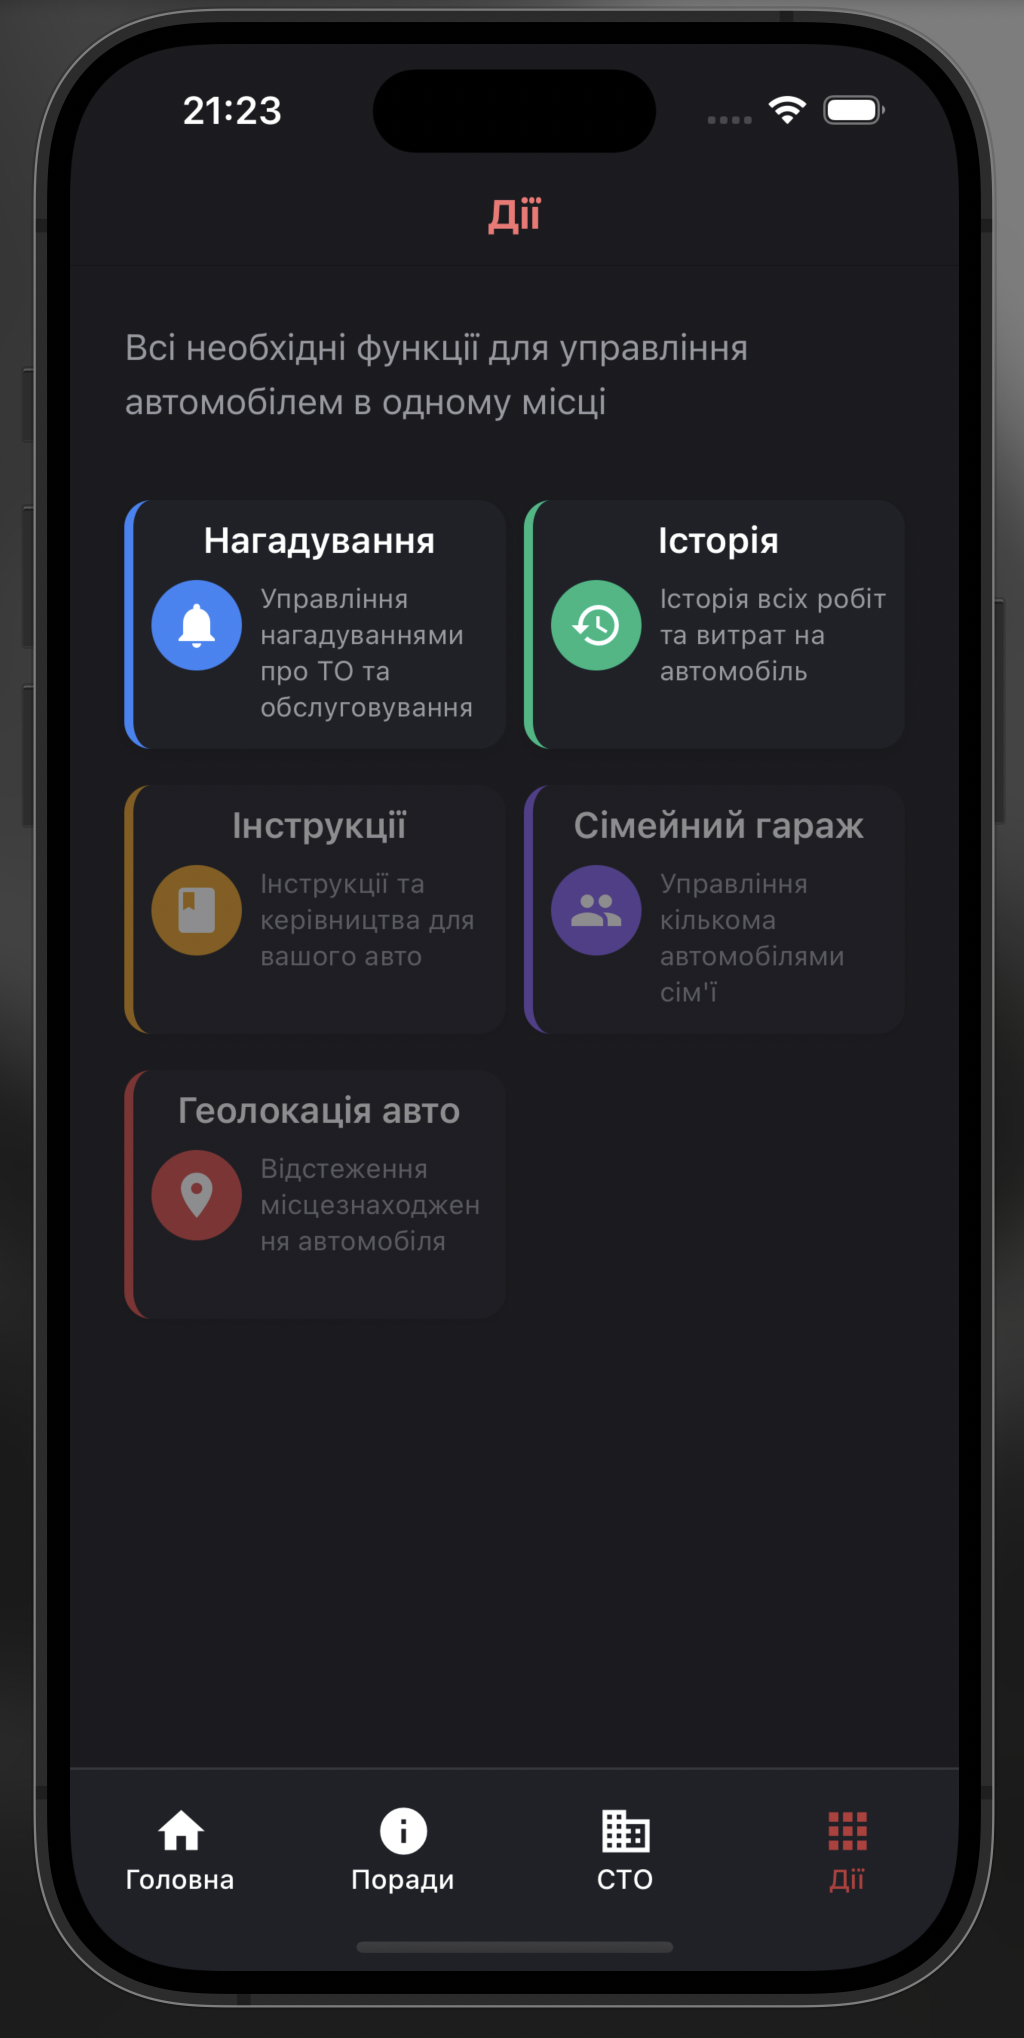 21:23
Дії
Всі необхідні функції для управління
автомобілем в одному місці
Нагадування
Управління
нагадуваннями
про ТО та
обслуговування
Історія
Історія всіх робіт
та витрат на
автомобіль
Інструкції
Інструкції та
керівництва для
вашого авто
Сімейний гараж
Управління
кількома
автомобілями
сім'ї
Геолокація авто
Відстеження
місцезнаходжен
ня автомобіля
Головна
Поради
СТО
Дії